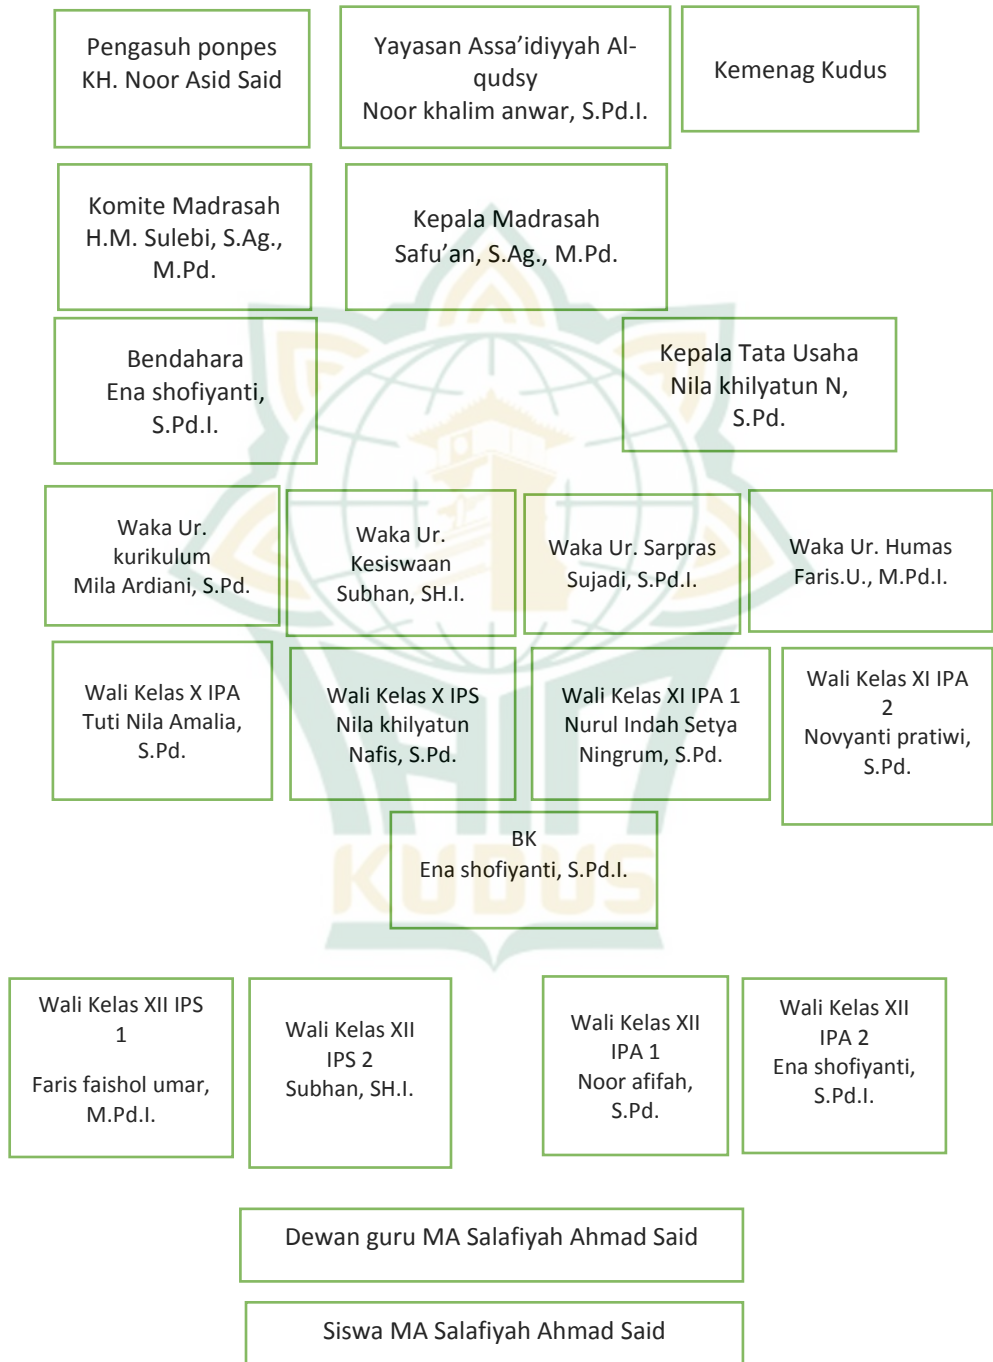 Pengasuh ponpes
KH. Noor Asid Said
Yayasan Assa’idiyyah Al-
qudsy
Noor khalim anwar, S.Pd.I.
Kemenag Kudus
Komite Madrasah
H.M. Sulebi, S.Ag.,
M.Pd.
Kepala Madrasah
Safu’an, S.Ag., M.Pd.
Bendahara
Ena shofiyanti,
S.Pd.I.
Kepala Tata Usaha
Nila khilyatun N,
S.Pd.
Waka Ur.
kurikulum
Mila Ardiani, S.Pd.
Waka Ur.
Kesiswaan
Subhan, SH.I.
Waka Ur. Sarpras
Sujadi, S.Pd.I.
Waka Ur. Humas
Faris.U., M.Pd.I.
Wali Kelas X IPA
Tuti Nila Amalia,
S.Pd.
Wali Kelas X IPS
Nila khilyatun
Nafis, S.Pd.
Wali Kelas XI IPA 1
Nurul Indah Setya
Ningrum, S.Pd.
Wali Kelas XI IPA
2
Novyanti pratiwi,
S.Pd.
BK
Ena shofiyanti, S.Pd.I.
KUDUS
Wali Kelas XII IPS
1
Faris faishol umar,
M.Pd.I.
Wali Kelas XII
IPS 2
Subhan, SH.I.
Wali Kelas XII
IPA 1
Noor afifah,
S.Pd.
Wali Kelas XII
IPA 2
Ena shofiyanti,
S.Pd.I.
Dewan guru MA Salafiyah Ahmad Said
Siswa MA Salafiyah Ahmad Said